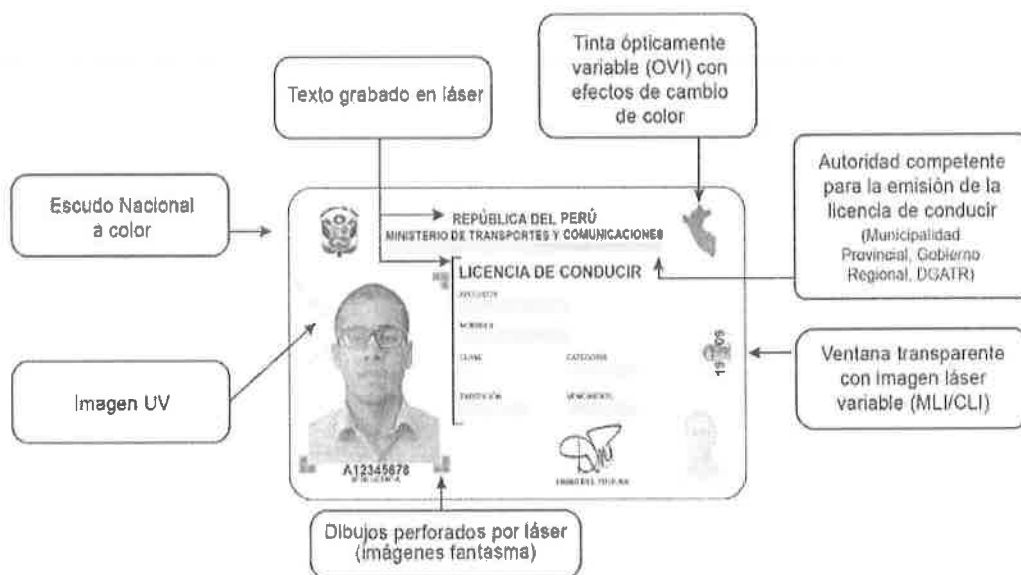 Tinta ópticamente
variable (OVI) con
efectos de cambio
de color
Texto grabado en láser
Autoridad competente
para la emisión de la
licencia de conducir
(Municipalidad
Provincial, Gobierno
Regional, DGATR)
Escudo Nacional
a color
REPÚBLICA DEL PERÚ
MINISTERIO DE TRANSPORTES Y COMUNICACIONES
LICENCIA DE CONDUCIR
CLASE
CATEGORIA
Ventana transparente
con imagen láser
variable (MLI/CLI)
Imagen UV
A12345678
Dibujos perforados por láser
(imágenes fantasma)